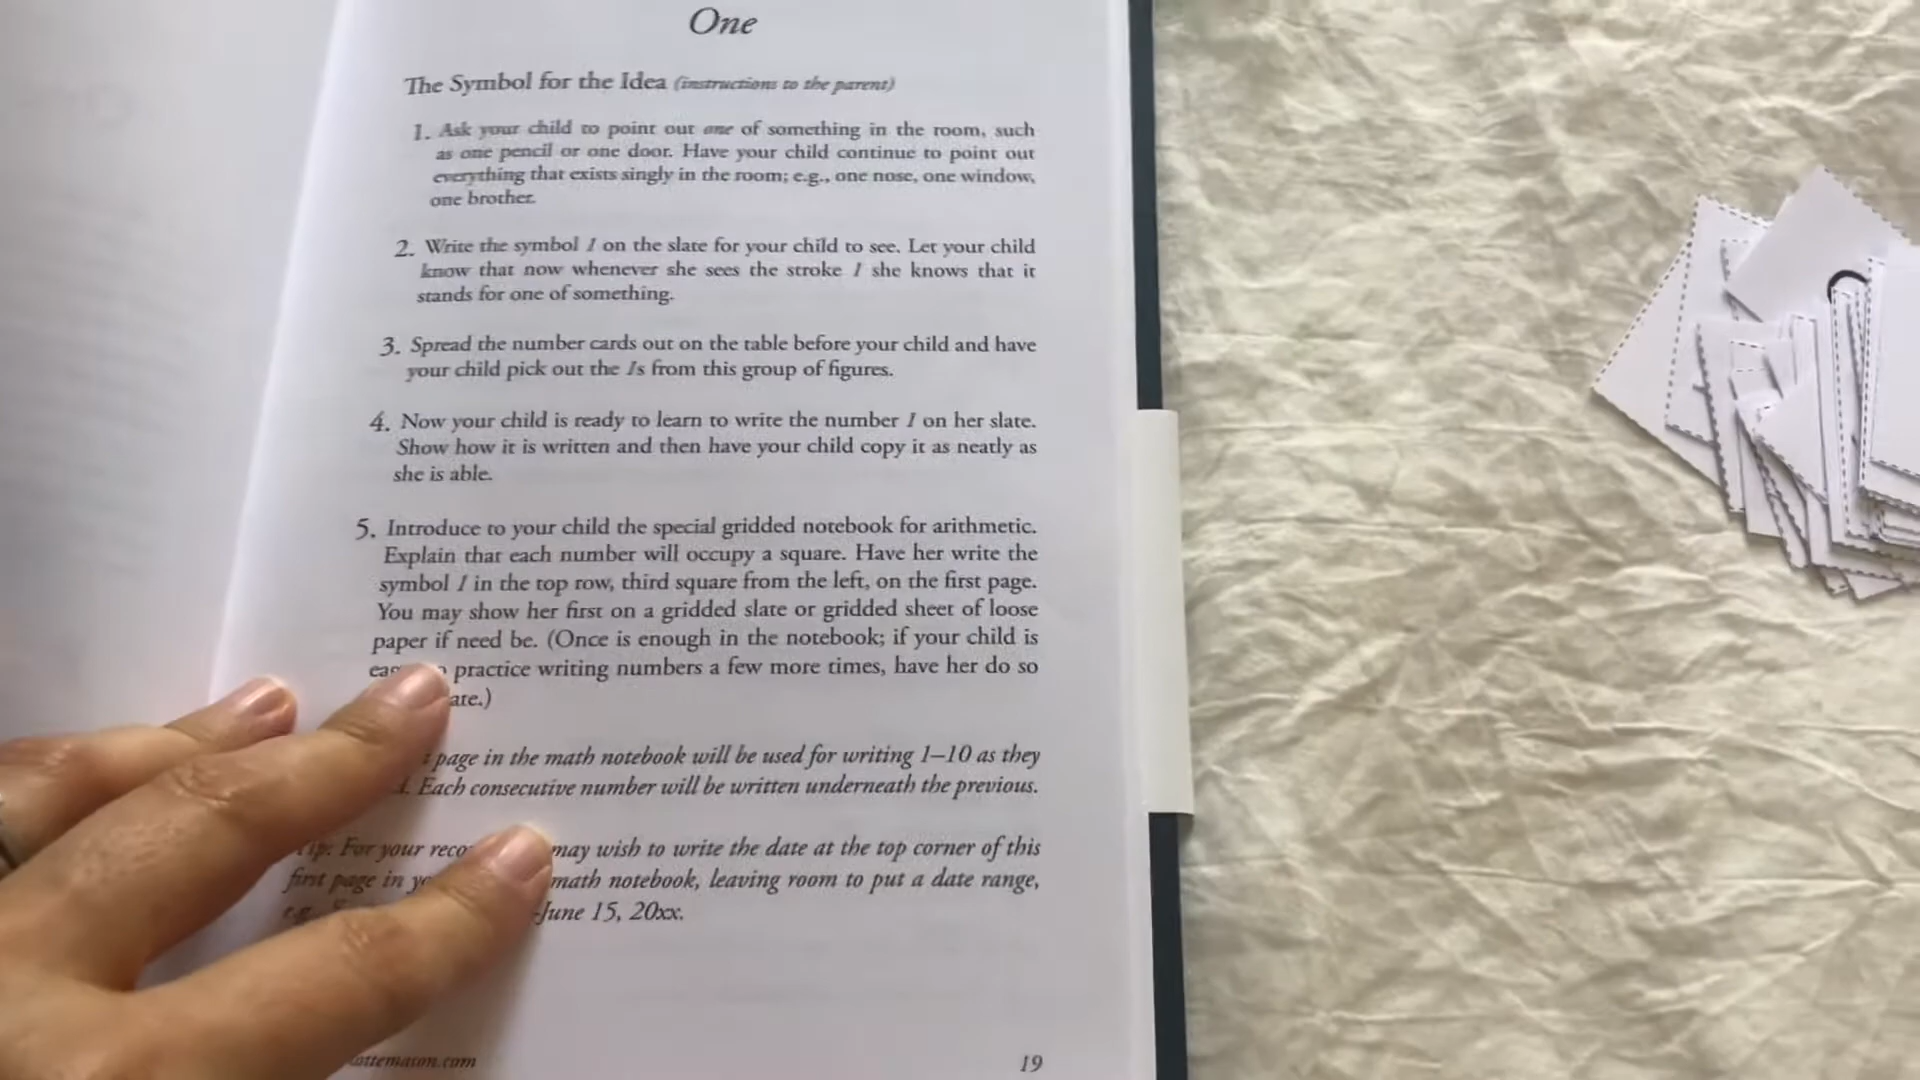 One
The Symbol for the Idea (instructions to the parent)
1. Ask your child to point out one of something in the room, such
as one pencil or one door. Have your child continue to point out
everything that exists singly in the room; e.g., one nose, one window,
one brother.
2. Write the symbol 1 on the slate for your child to see. Let your child
know that now whenever she sees the stroke 1 she knows that it
stands for one of something.
3. Spread the number cards out on the table before your child and have
your child pick out the 1s from this group of figures.
4. Now your child is ready to learn to write the number 1 on her slate.
Show how it is written and then have your child copy it as neatly as
she is able.
5. Introduce to your child the special gridded notebook for arithmetic.
Explain that each number will occupy a square. Have her write the
symbol 1 in the top row, third square from the left, on the first page.
You may show her first on a gridded slate or gridded sheet of loose
paper if need be. (Once is enough in the notebook; if your child is
practice writing numbers a few more times, have her do so
page in the math notebook will be used for writing 1–10 as they
Each consecutive number will be written underneath the previous.
Tip: For your may wish to write the date at the top corner of this
first page in math notebook, leaving room to put a date range,
June 15, 20xx.
19